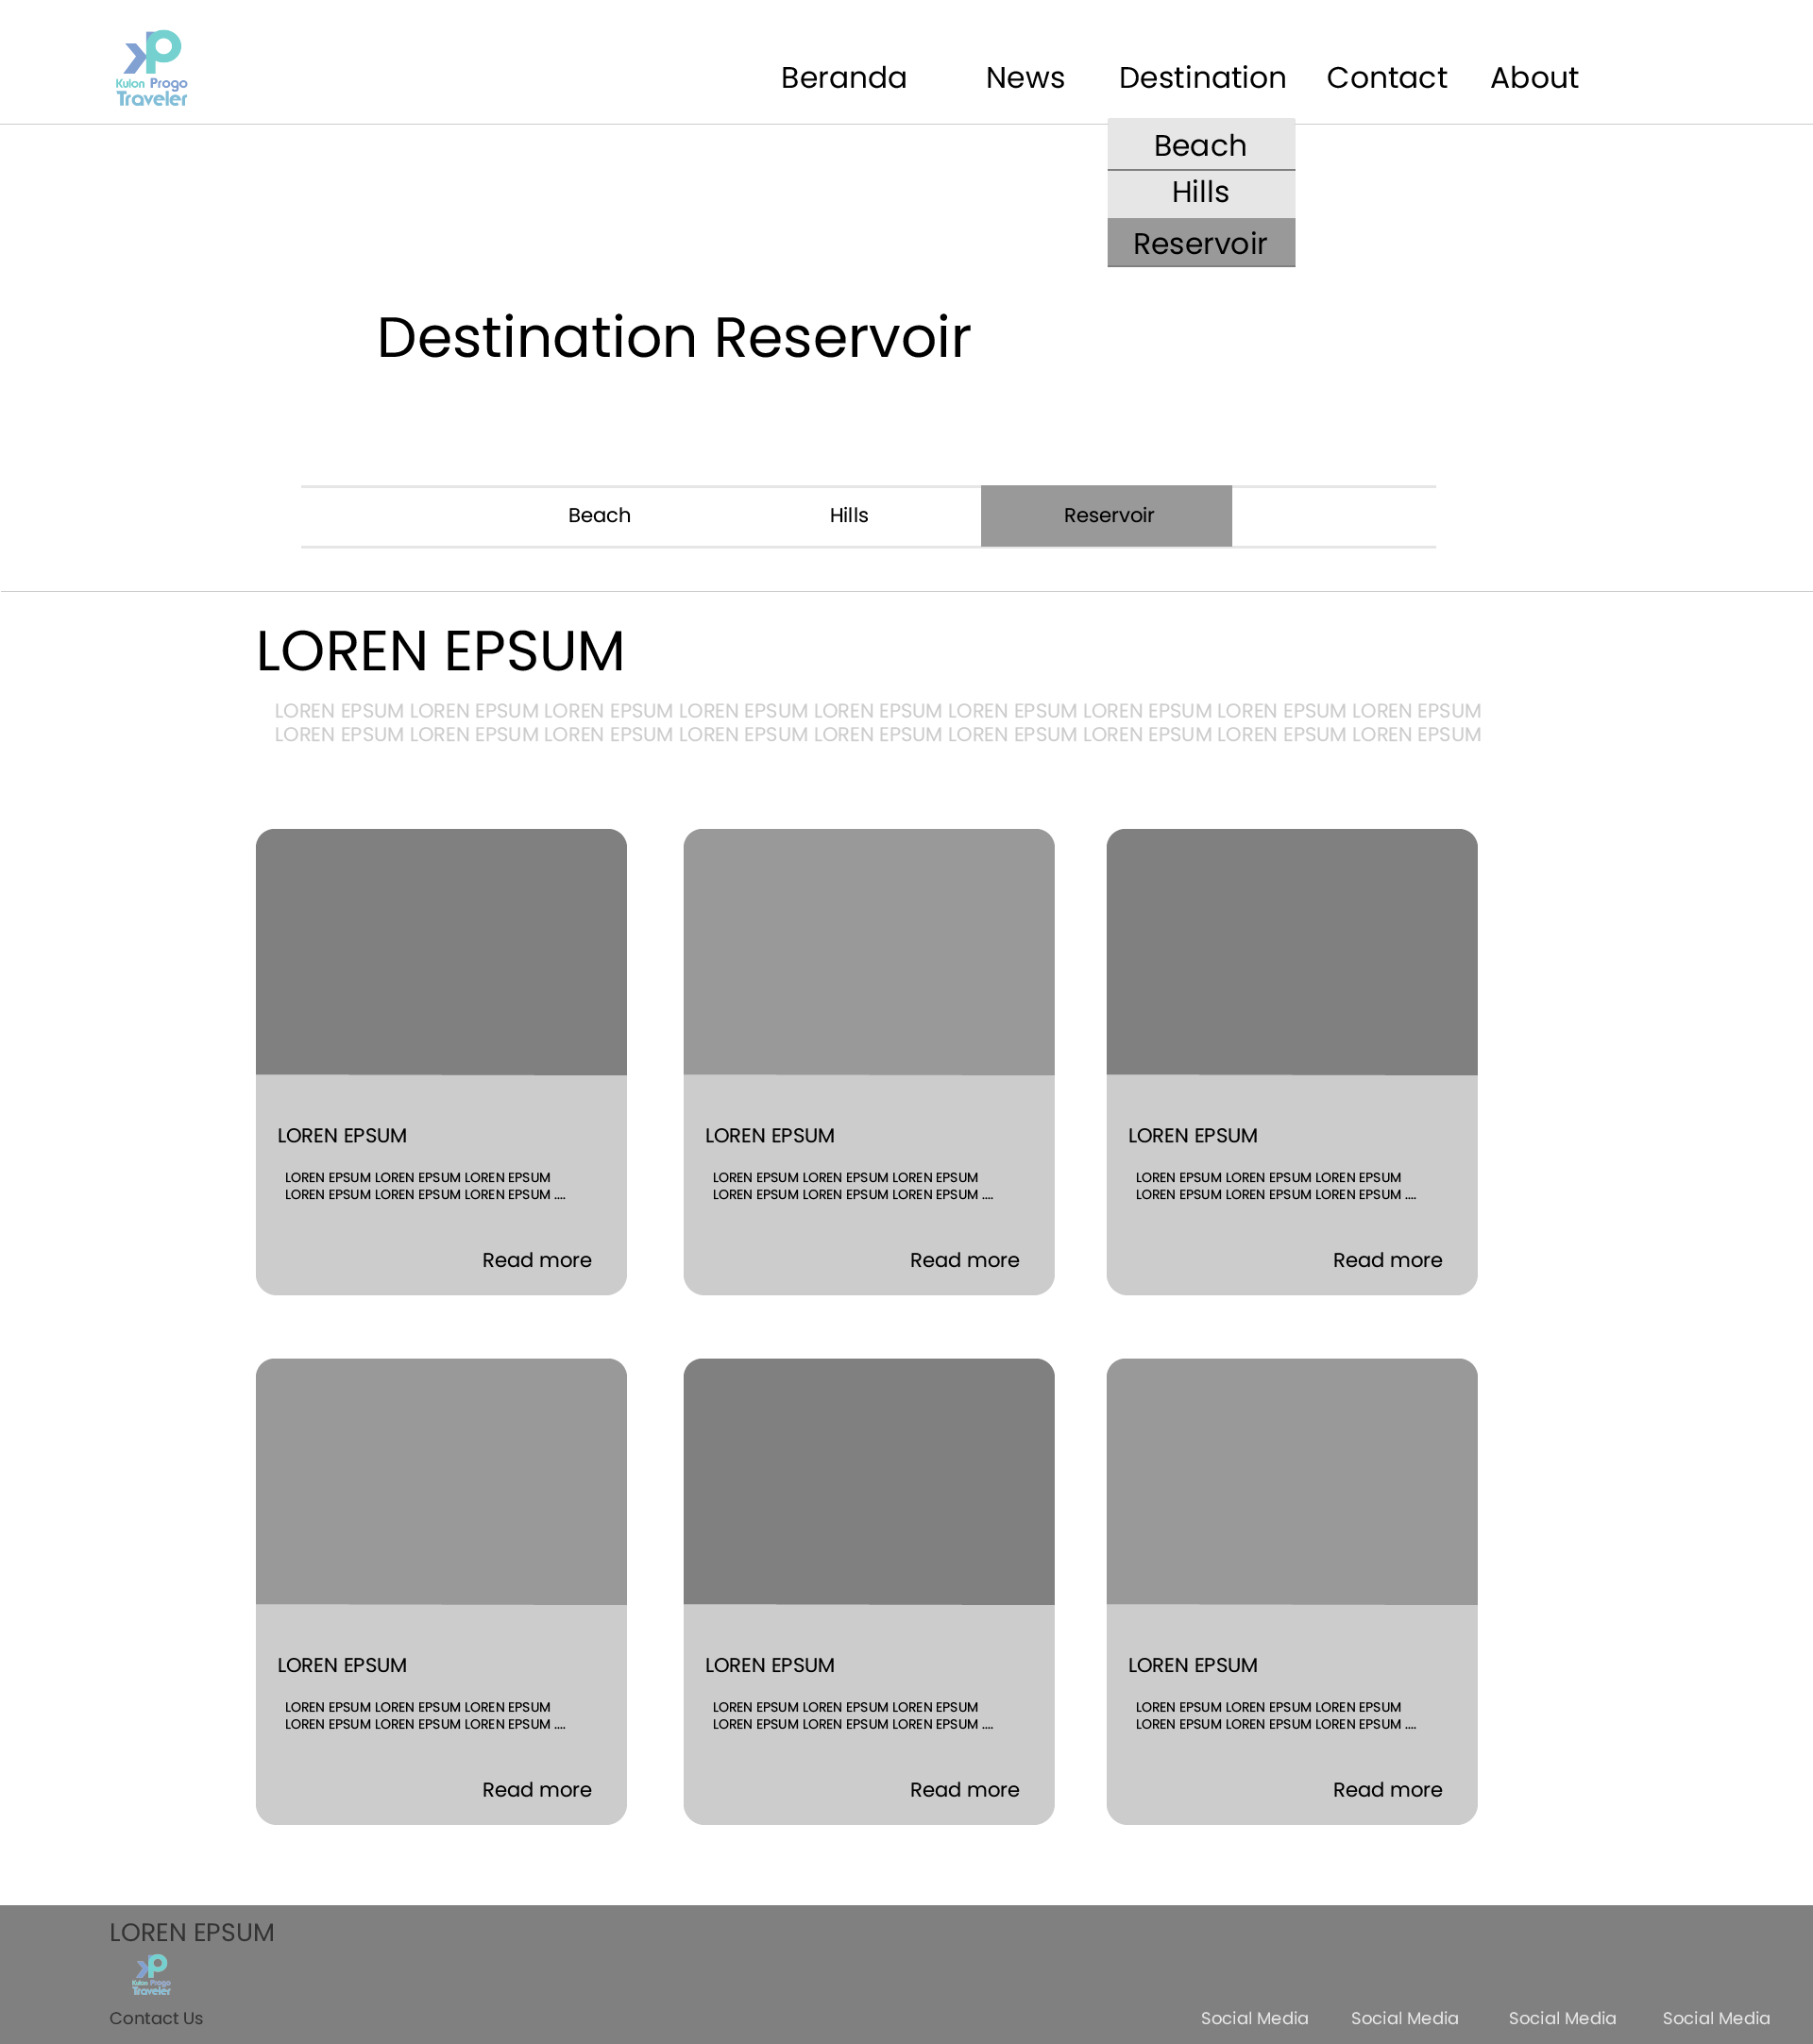 Kulon Progo
Traveler
Beranda
News
Destination
Contact
About
Beach
Hills
Reservoir
Destination Reservoir
Beach
Hills
Reservoir
LOREN EPSUM
LOREN EPSUM LOREN EPSUM LOREN EPSUM LOREN EPSUM LOREN EPSUM LOREN EPSUM LOREN EPSUM LOREN EPSUM LOREN EPSUM
LOREN EPSUM LOREN EPSUM LOREN EPSUM LOREN EPSUM LOREN EPSUM LOREN EPSUM LOREN EPSUM LOREN EPSUM LOREN EPSUM
LOREN EPSUM
LOREN EPSUM LOREN EPSUM LOREN EPSUM
LOREN EPSUM LOREN EPSUM LOREN EPSUM ....
Read more
LOREN EPSUM
LOREN EPSUM LOREN EPSUM LOREN EPSUM
LOREN EPSUM LOREN EPSUM LOREN EPSUM ....
Read more
LOREN EPSUM
LOREN EPSUM LOREN EPSUM LOREN EPSUM
LOREN EPSUM LOREN EPSUM LOREN EPSUM ....
Read more
LOREN EPSUM
LOREN EPSUM LOREN EPSUM LOREN EPSUM
LOREN EPSUM LOREN EPSUM LOREN EPSUM ....
Read more
LOREN EPSUM
LOREN EPSUM LOREN EPSUM LOREN EPSUM
LOREN EPSUM LOREN EPSUM LOREN EPSUM ....
Read more
LOREN EPSUM
LOREN EPSUM LOREN EPSUM LOREN EPSUM
LOREN EPSUM LOREN EPSUM LOREN EPSUM ....
Read more
LOREN EPSUM
Kulon Progo
Traveler
Contact Us
Social Media
Social Media
Social Media
Social Media